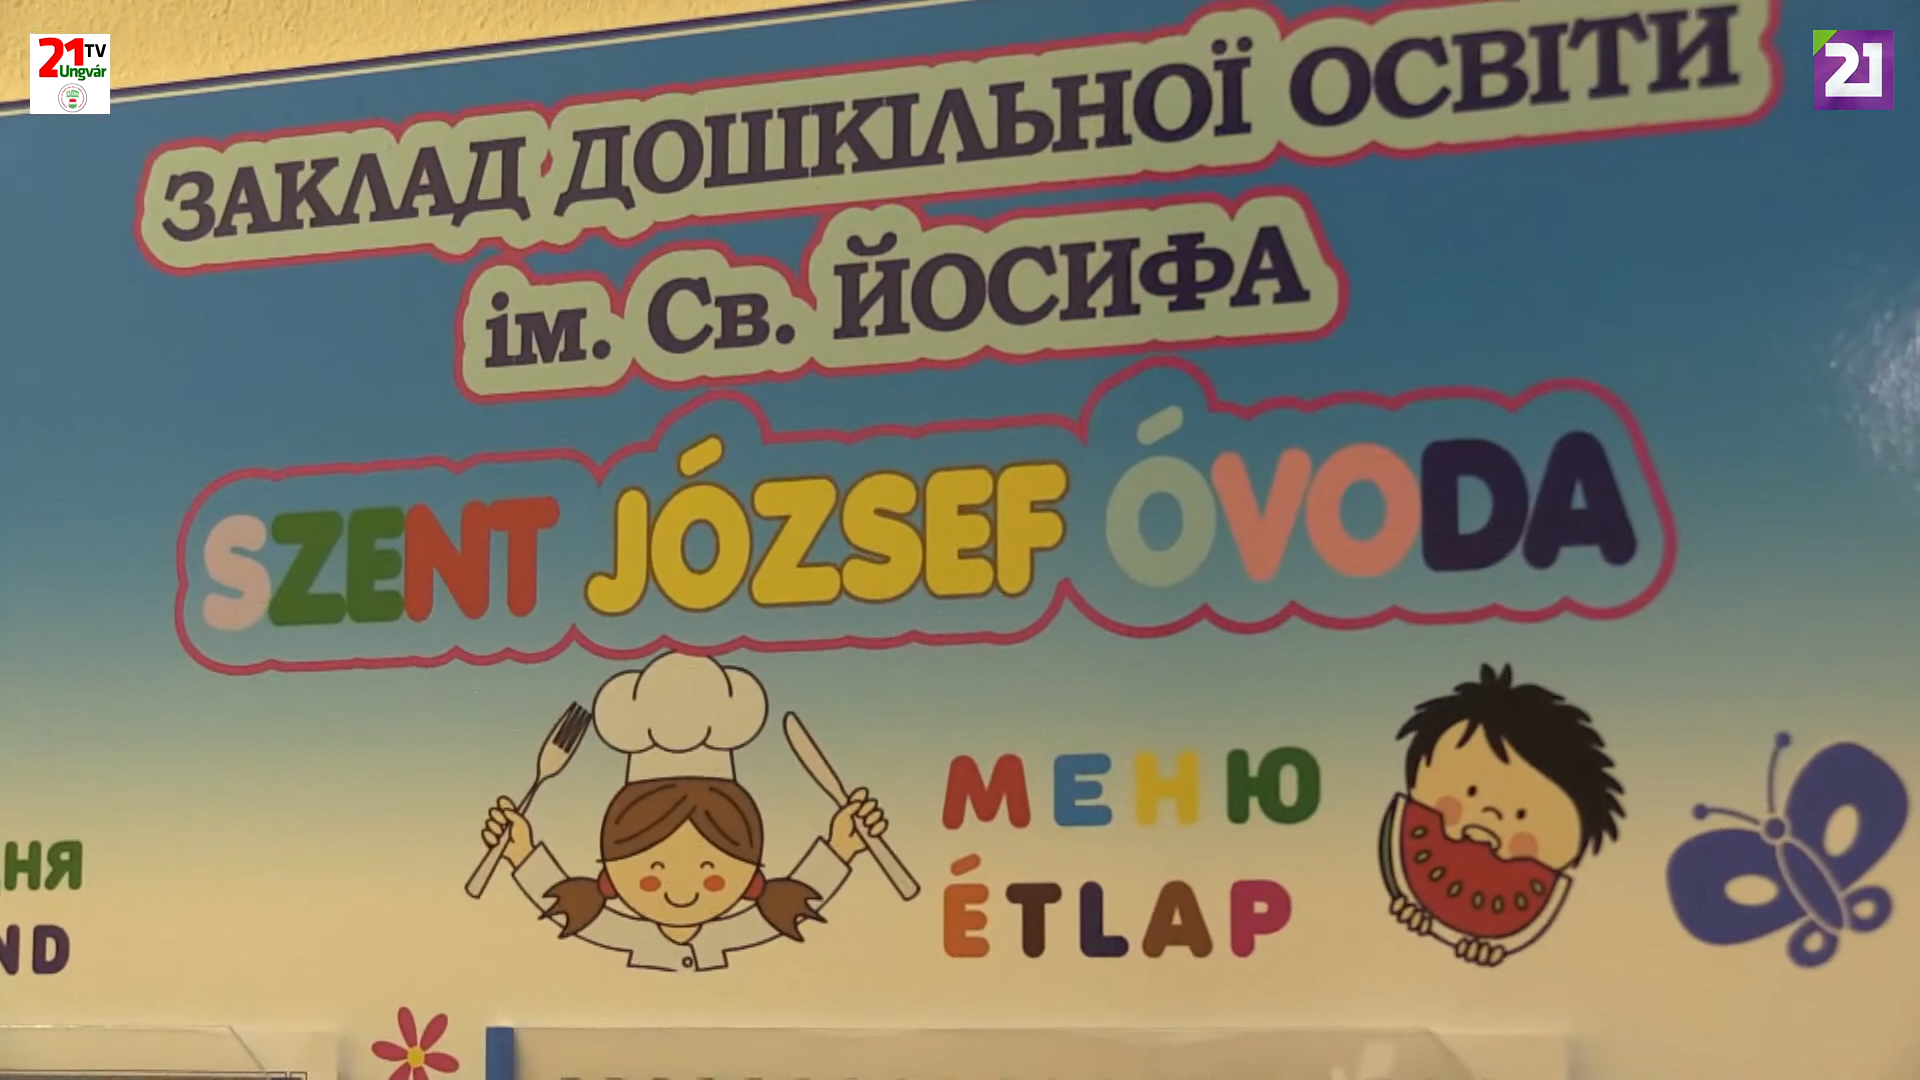 21 TV
Ungvár
21
ЗАКЛАД ДОШКІЛЬНОЇ ОСВІТИ
ім. Св. ЙОСИФА
SZENT JÓZSEF ÓVODA
МЕНЮ
ÉTLAP